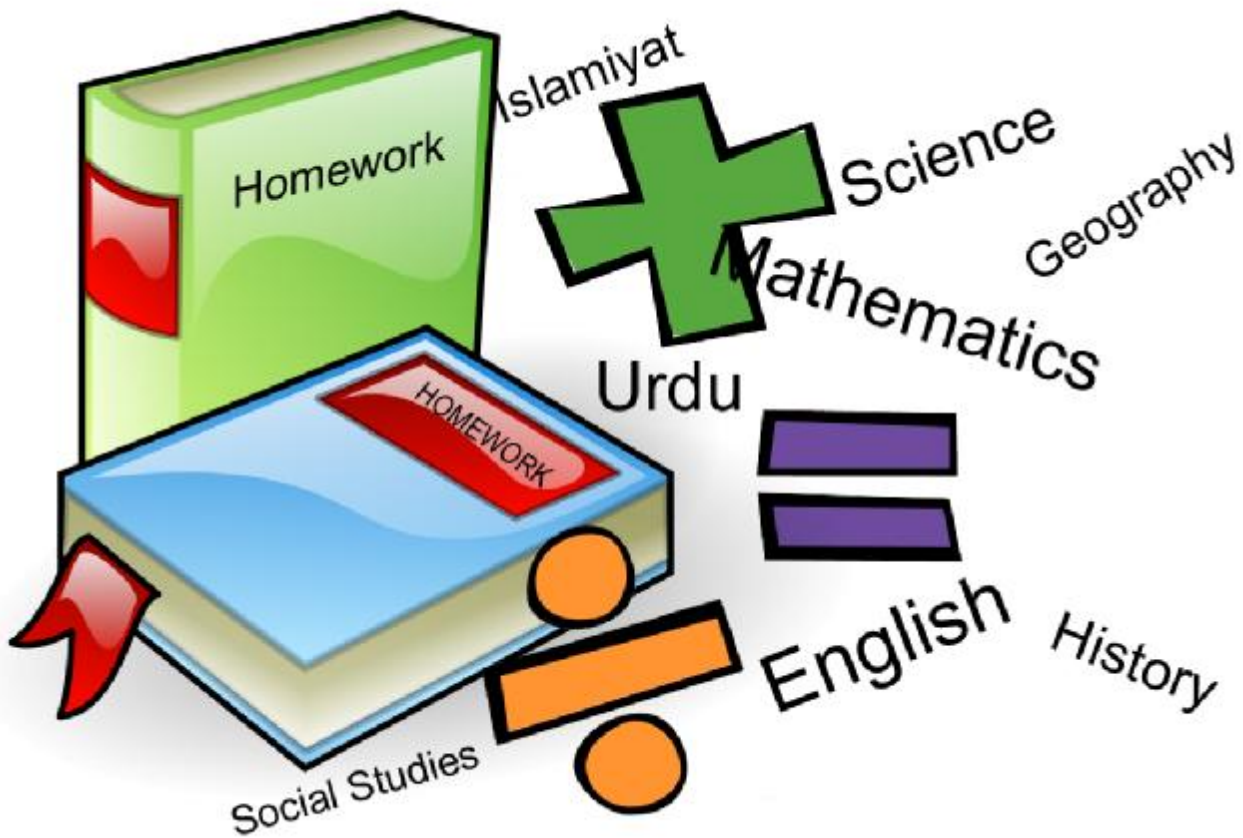 Islamiyat
Homework
Science
Geography
Mathematics
Urdu
HOMEWORK
English
History
Social Studies